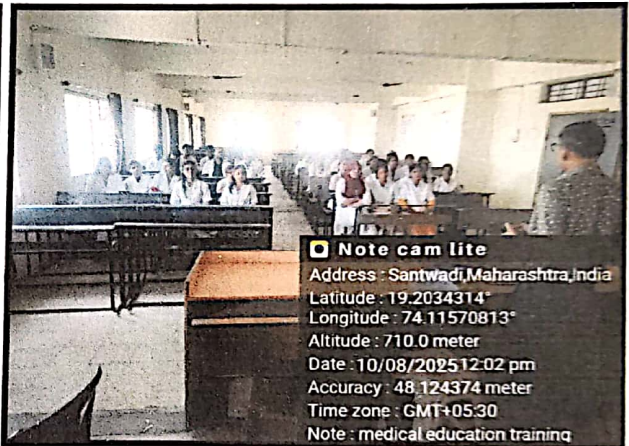 Note cam lite
Address : Santwadi,Maharashtra,India
Latitude : 19.2034314°
Longitude : 74.11570813°
Altitude : 710.0 meter
Date : 10/08/2025 12:02 pm
Accuracy : 48.124374 meter
Time zone : GMT+05:30
Note : medical education training